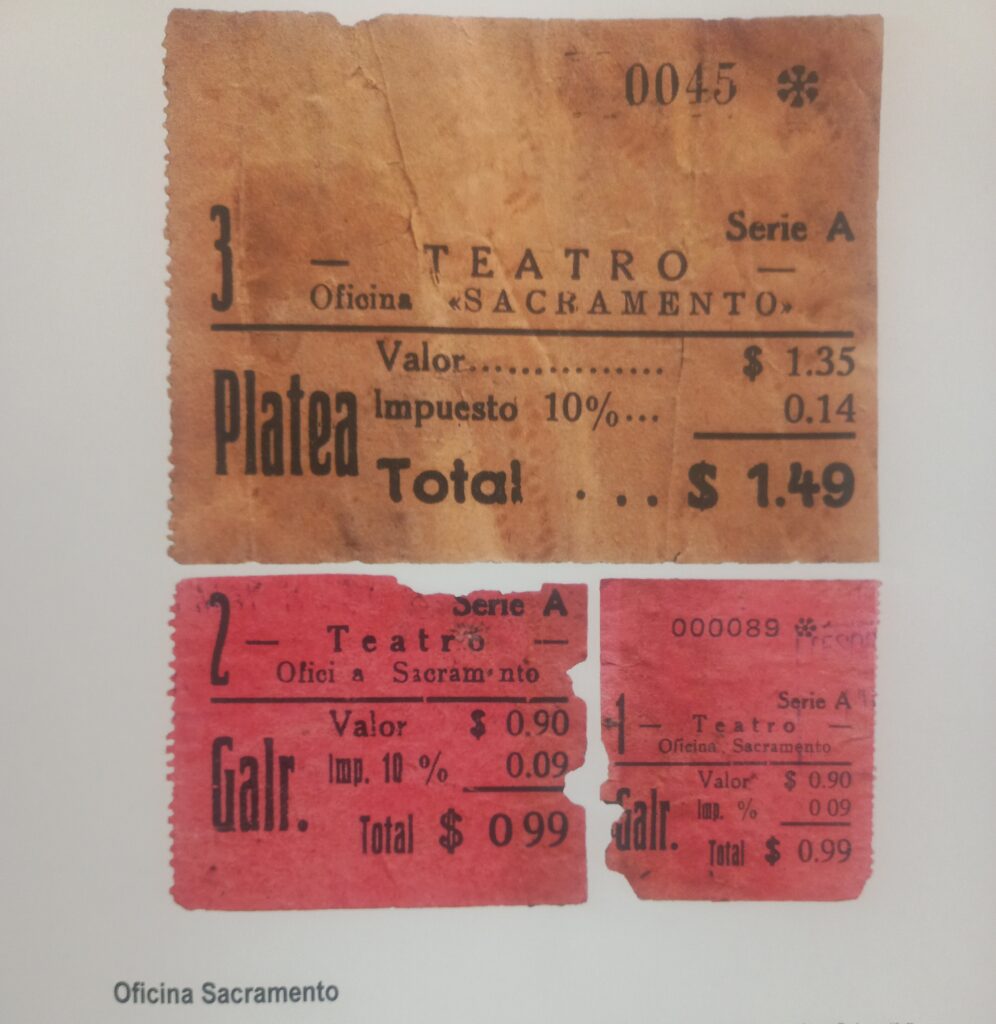 0045 *
3
Serie A
— TEATRO —
Oficina «SACRAMENTO»
Platea
Valor............... $ 1.35
Impuesto 10%... 0.14
Total . ... $ 1.49
2
Serie A
— Teatro —
Ofici a Sacram nto
Galr.
Valor $ 0.90
Imp. 10 % 0.09
Total $ 0 99
000089 *
1
Serie A
— Teatro —
Oficina Sacramento
Galr.
Valor $ 0.90
Imp. % 0 09
Total $ 0.99
Oficina Sacramento